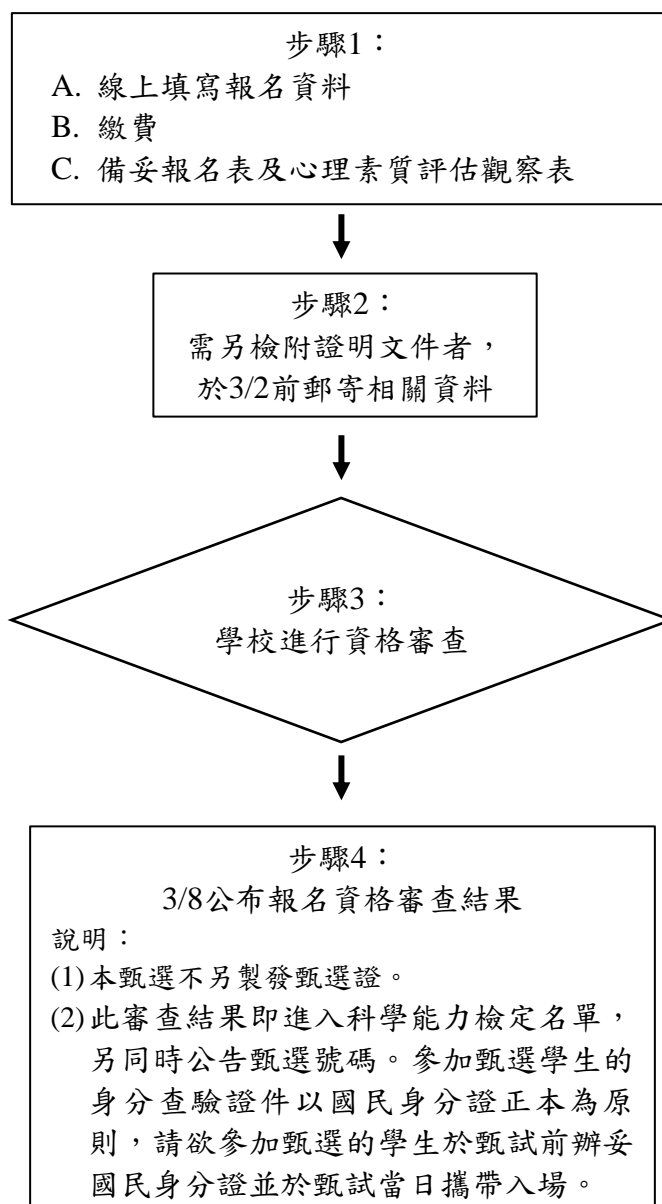 步驟1：
A. 線上填寫報名資料
B. 繳費
C. 備妥報名表及心理素質評估觀察表
步驟2：
需另檢附證明文件者，
於3/2前郵寄相關資料
步驟3：
學校進行資格審查
步驟4：
3/8公布報名資格審查結果
說明：
(1)本甄選不另製發甄選證。
(2)此審查結果即進入科學能力檢定名單，
另同時公告甄選號碼。參加甄選學生的
身分查驗證件以國民身分證正本為原
則，請欲參加甄選的學生於甄試前辦妥
國民身分證並於甄試當日攜帶入場。